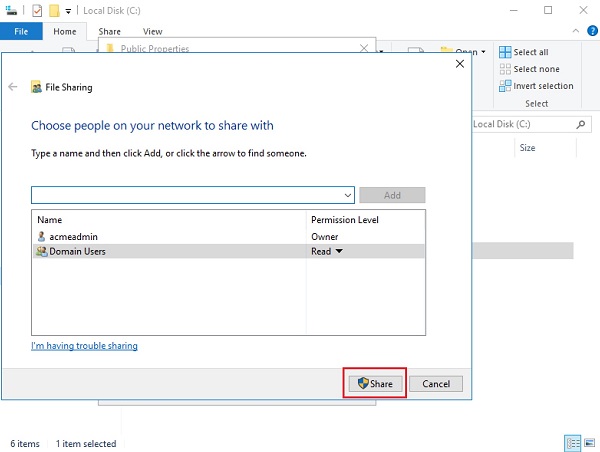 Local Disk (C:)
File Home Share View
Public Properties
Open
Select all
Select none
Invert selection
Select
File Sharing
Local Disk (C:)
Size
Choose people on your network to share with
Type a name and then click Add, or click the arrow to find someone.
Add
Name Permission Level
acmeadmin Owner
Domain Users Read
I'm having trouble sharing
Share Cancel
6 items 1 item selected